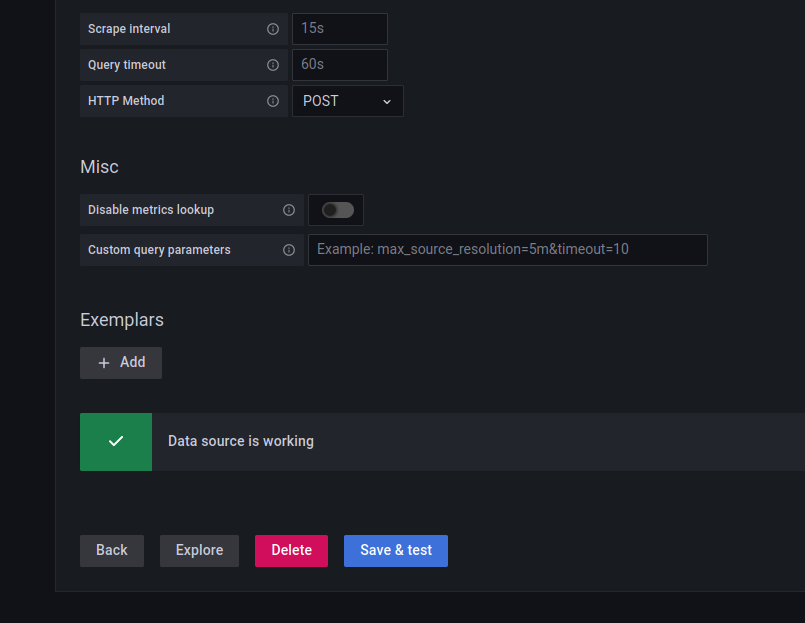 Scrape interval 15s
Query timeout 60s
HTTP Method POST
Misc
Disable metrics lookup
Custom query parameters Example: max_source_resolution=5m&timeout=10
Exemplars
+ Add
Data source is working
Back Explore Delete Save & test